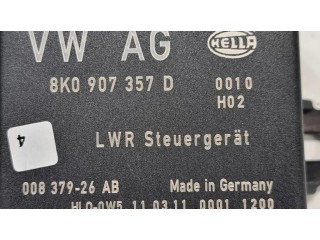 VW AG HELLA
8K0 907 357 D 0010
H02
4
LWR Steuergerät
008 379-26 AB Made in Germany
HLO-0W5 11.03.11 0001 1200